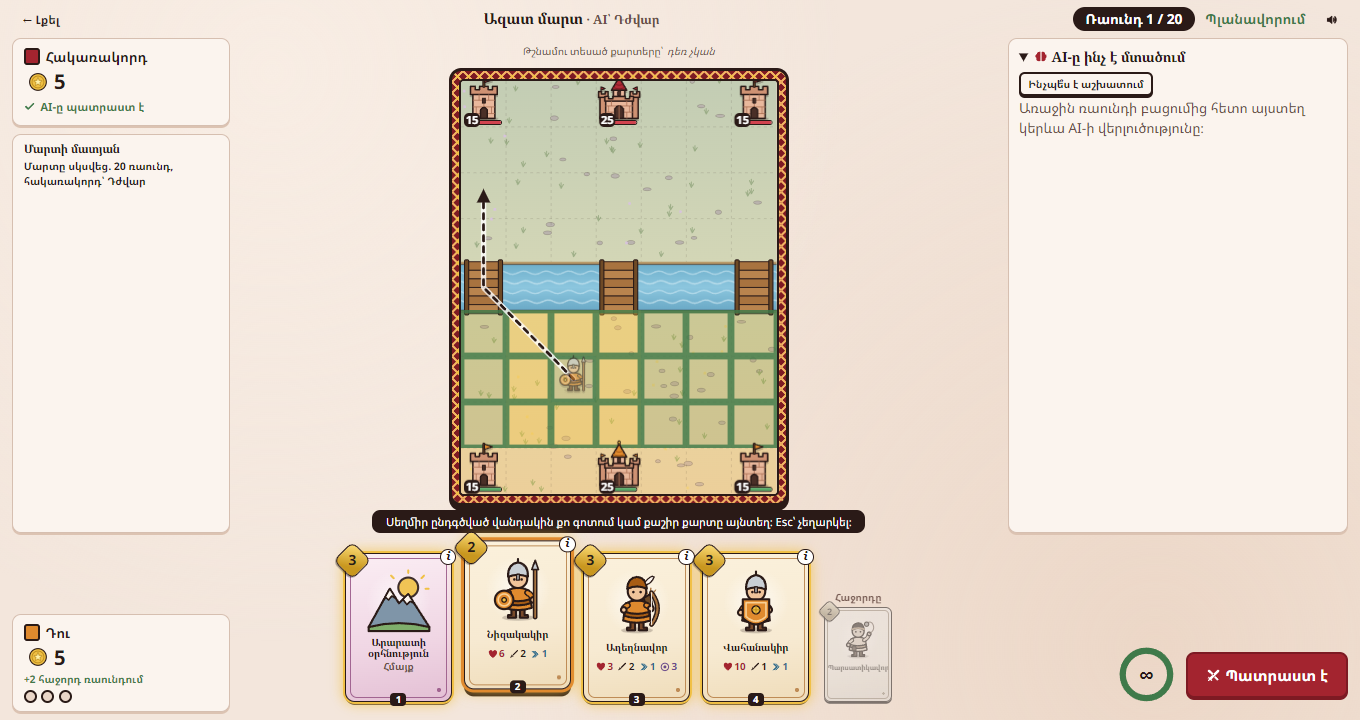 ← Լքել
Ազատ մարտ · AI՝ Դժվար
Ռաունդ 1 / 20
Պլանավորում
Հակառակորդ
5
✓ AI-ը պատրաստ է
Մարտի մատյան
Մարտը սկսվեց. 20 ռաունդ,
հակառակորդ՝ Դժվար
Թշնամու տեսած քարտերը՝ դեռ չկան
15
25
15
15
25
15
▼ AI-ը ինչ է մտածում
Ինչպե՞ս է աշխատում
Առաջին ռաունդի բացումից հետո այստեղ
կերևա AI-ի վերլուծությունը:
Սեղմիր ընդգծված վանդակին քո գոտում կամ քաշիր քարտը այնտեղ: Esc՝ չեղարկել:
Դու
5
+2 հաջորդ ռաունդում
3
i
Արարատի
օրհնություն
Հմայք
1
2
i
Նիզակակիր
6 2 1
2
3
i
Աղեղնավոր
3 2 1 3
3
3
i
Վահանակիր
10 1 1
4
Հաջորդը
2
Պարսատիկավոր
∞
Պատրաստ է